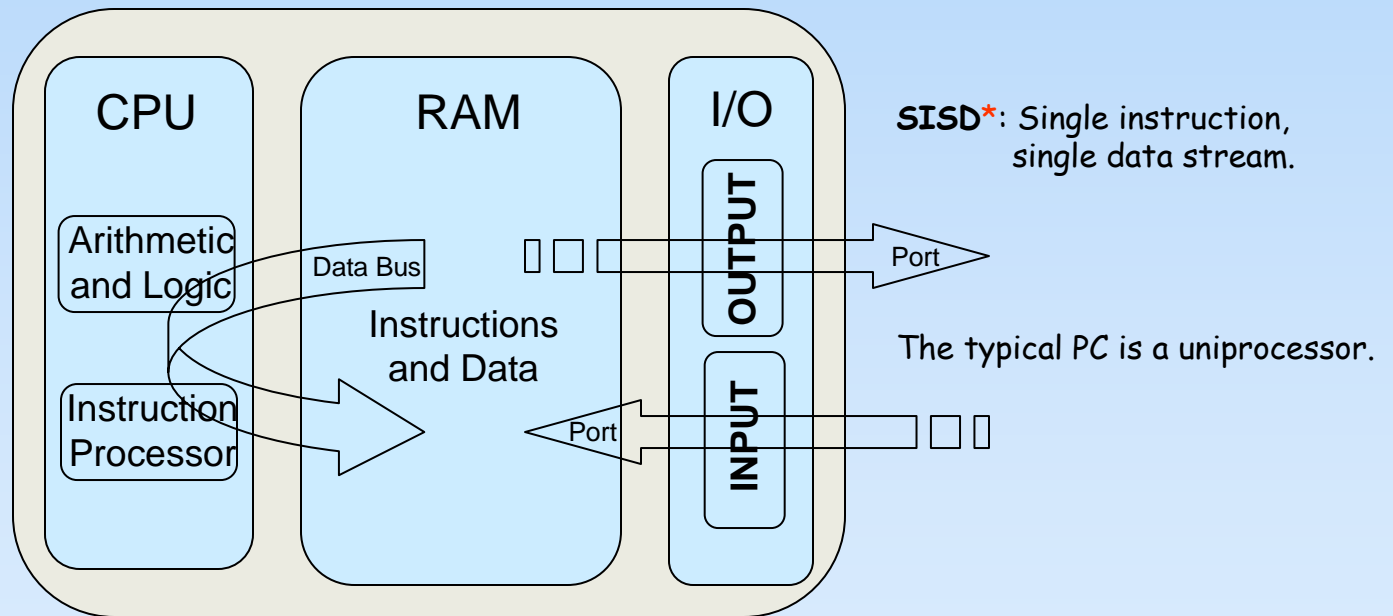 CPU
Arithmetic
and Logic
Instruction
Processor
RAM
Data Bus
Instructions
and Data
I/O
OUTPUT
INPUT
Port
Port
SISD*: Single instruction,
single data stream.
The typical PC is a uniprocessor.